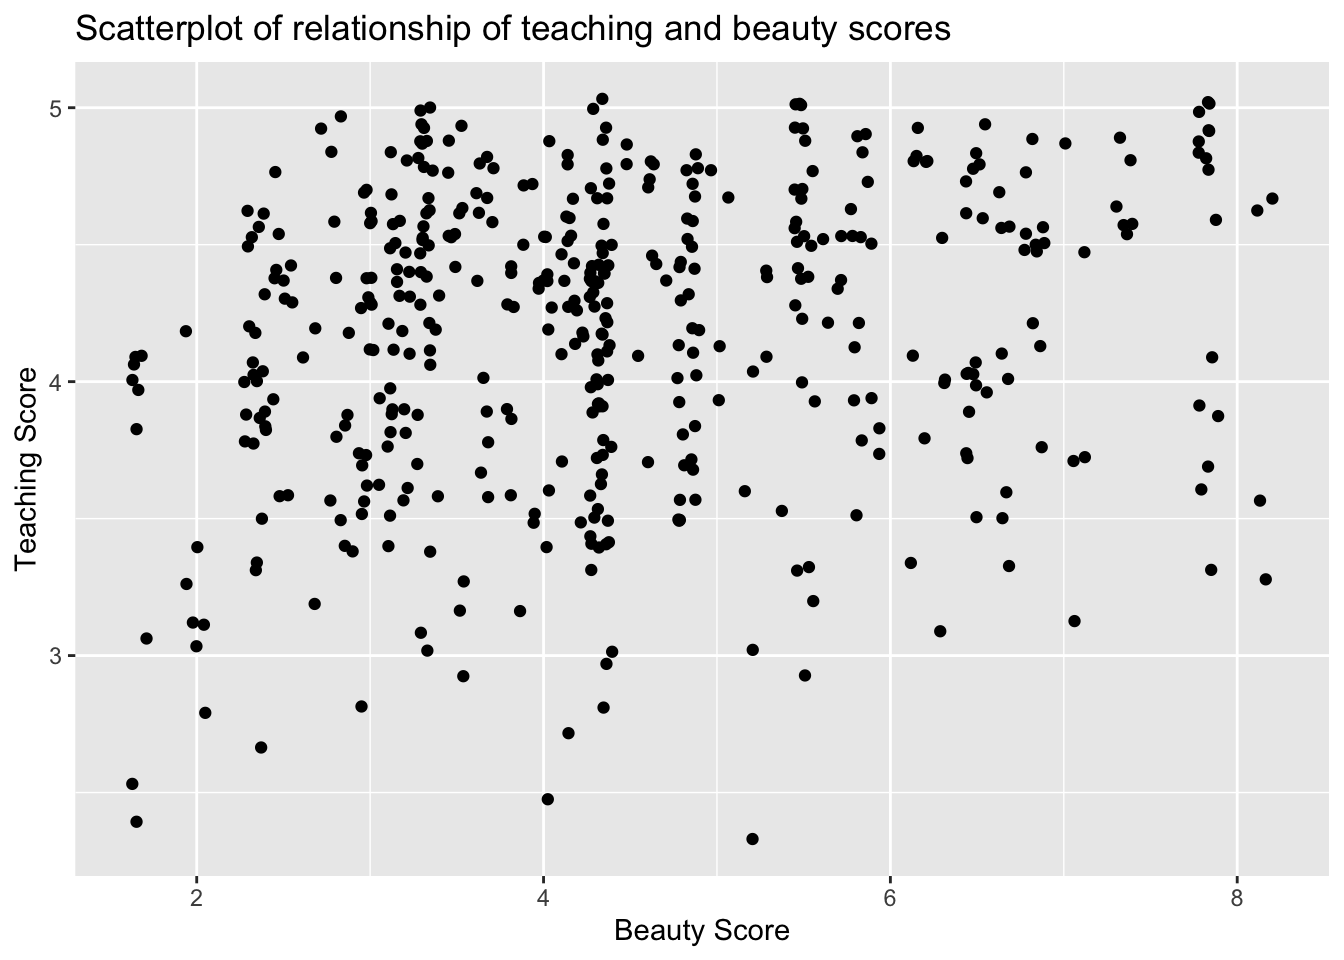 Scatterplot of relationship of teaching and beauty scores
5
4
3
Teaching Score
2 4 6 8
Beauty Score